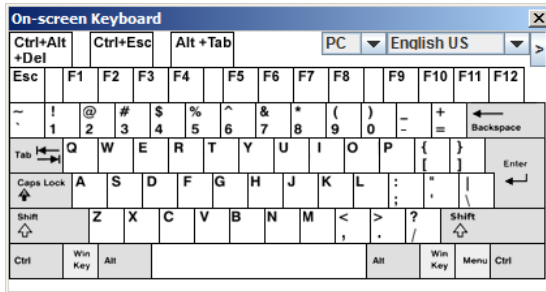 On-screen Keyboard X
Ctrl+Alt Ctrl+Esc Alt +Tab PC English US >
+Del
Esc F1 F2 F3 F4 F5 F6 F7 F8 F9 F10 F11 F12
~ ! @ # $ % ^ & * ( ) _ +
` 1 2 3 4 5 6 7 8 9 0 - = Backspace
Tab Q W E R T Y U I O P { }
[ ] Enter
Caps Lock A S D F G H J K L : " |
; ' \
Shift Z X C V B N M < > ? Shift
, . /
Ctrl Win Key Alt Alt Win Key Menu Ctrl